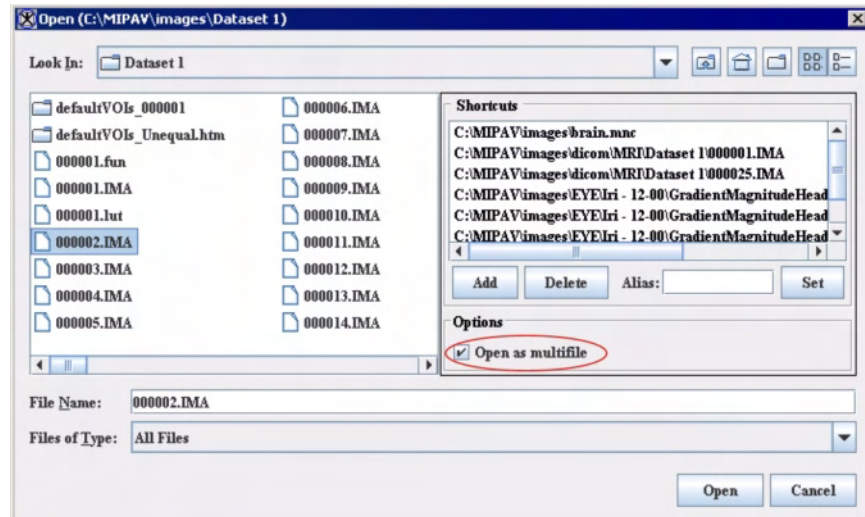 Open (C:\MIPAV\images\Dataset 1)
Look In: Dataset 1
defaultVOIs_000001
defaultVOIs_Unequal.htm
000001.fun
000001.IMA
000001.lut
000002.IMA
000003.IMA
000004.IMA
000005.IMA
000006.IMA
000007.IMA
000008.IMA
000009.IMA
000010.IMA
000011.IMA
000012.IMA
000013.IMA
000014.IMA
Shortcuts
C:\MIPAV\images\brain.mnc
C:\MIPAV\images\dicom\MRI\Dataset 1\000001.IMA
C:\MIPAV\images\dicom\MRI\Dataset 1\000025.IMA
C:\MIPAV\images\EYE\Iri - 12-00\GradientMagnitudeHead
C:\MIPAV\images\EYE\Iri - 12-00\GradientMagnitudeHead
C:\MIPAV\images\EYE\Iri - 12-00\GradientMagnitudeHead
Add Delete Alias: Set
Options
Open as multifile
File Name: 000002.IMA
Files of Type: All Files
Open Cancel